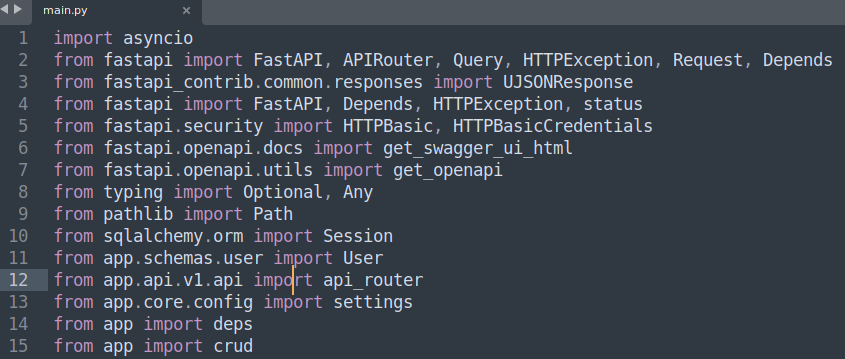 main.py
1 import asyncio
2 from fastapi import FastAPI, APIRouter, Query, HTTPException, Request, Depends
3 from fastapi_contrib.common.responses import UJSONResponse
4 from fastapi import FastAPI, Depends, HTTPException, status
5 from fastapi.security import HTTPBasic, HTTPBasicCredentials
6 from fastapi.openapi.docs import get_swagger_ui_html
7 from fastapi.openapi.utils import get_openapi
8 from typing import Optional, Any
9 from pathlib import Path
10 from sqlalchemy.orm import Session
11 from app.schemas.user import User
12 from app.api.v1.api import api_router
13 from app.core.config import settings
14 from app import deps
15 from app import crud